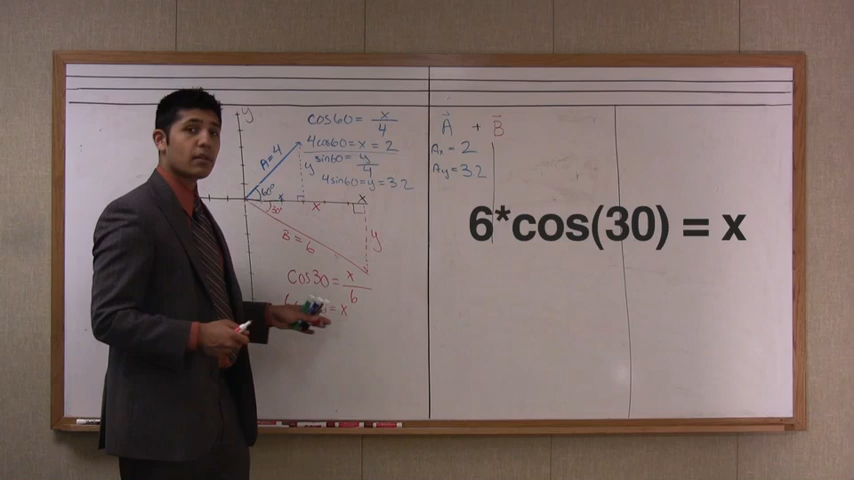 y
cos60 = x/4
4cos60 = x = 2
sin60 = y/4
4sin60 = y = 3.2
A = 4
60°
x
y
x
30°
x
B = 6
y
cos30 = x/6
= x
A + B
Ax = 2
Ay = 3.2
6*cos(30) = x